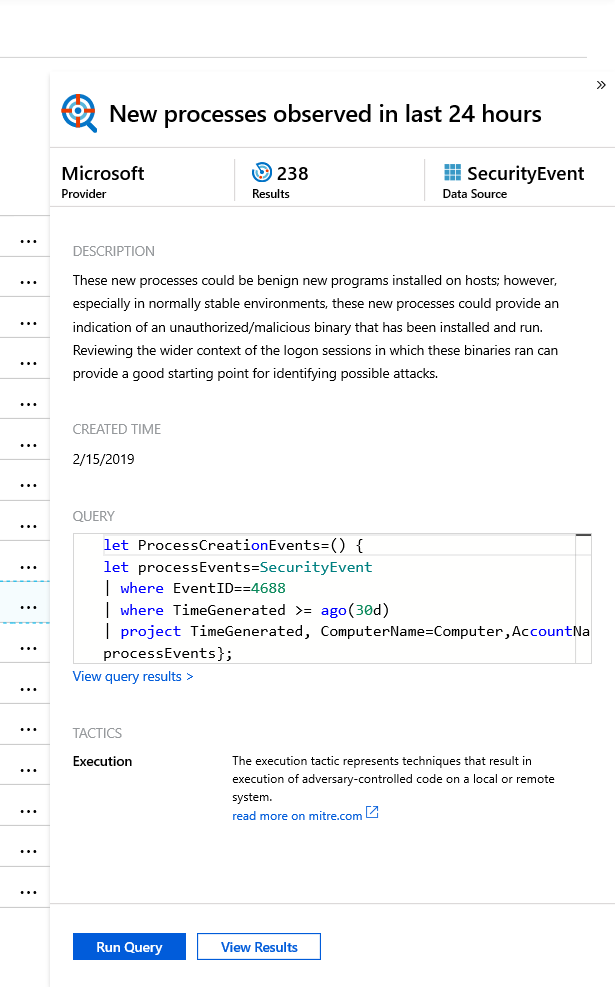 »
New processes observed in last 24 hours
Microsoft
Provider
238
Results
SecurityEvent
Data Source
DESCRIPTION
These new processes could be benign new programs installed on hosts; however,
especially in normally stable environments, these new processes could provide an
indication of an unauthorized/malicious binary that has been installed and run.
Reviewing the wider context of the logon sessions in which these binaries ran can
provide a good starting point for identifying possible attacks.
CREATED TIME
2/15/2019
QUERY
let ProcessCreationEvents=() {
let processEvents=SecurityEvent
| where EventID==4688
| where TimeGenerated >= ago(30d)
| project TimeGenerated, ComputerName=Computer,AccountNa
processEvents};
View query results >
TACTICS
Execution
The execution tactic represents techniques that result in
execution of adversary-controlled code on a local or remote
system.
read more on mitre.com
Run Query
View Results